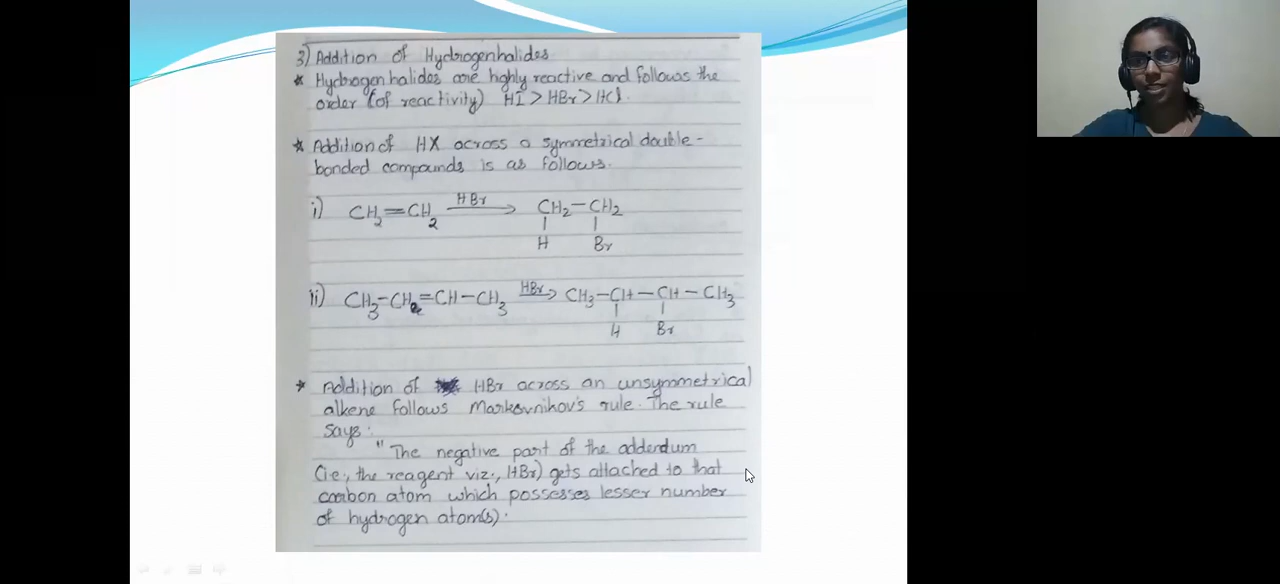 3) Addition of Hydrogenhalides
* Hydrogenhalides are highly reactive and follows the
order (of reactivity) HI > HBr > HCl.
* Addition of HX across a symmetrical double-
bonded compounds is as follows.
i) CH2=CH2 HBr→ CH2-CH2
H Br
ii) CH3-CH=CH-CH3 HBr→ CH3-CH-CH-CH3
H Br
* Addition of HBr across an unsymmetrical
alkene follows Markovnihov's rule. The rule
says:
"The negative part of the addendum
(i.e., the reagent viz., HBr) gets attached to that
carbon atom which possesses lesser number
of hydrogen atom(s).